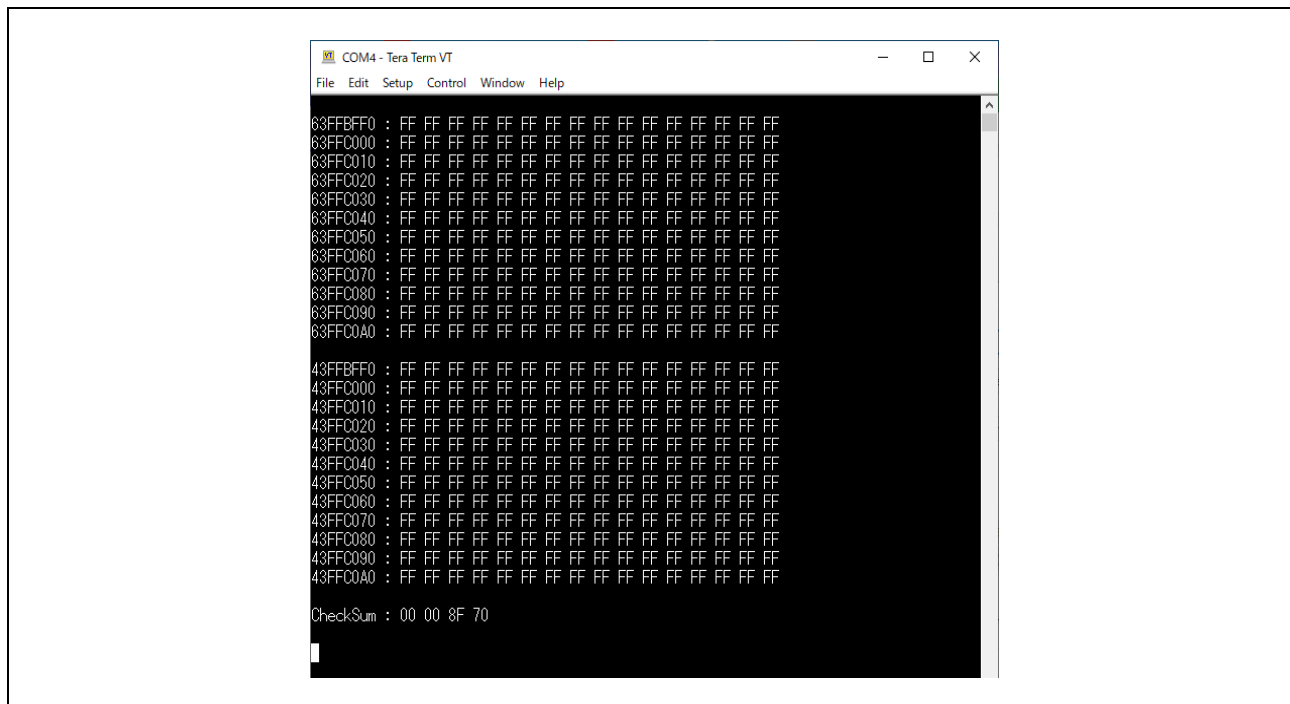 COM4 - Tera Term VT
File Edit Setup Control Window Help
63FFBFF0 : FF FF FF FF FF FF FF FF FF FF FF FF FF FF FF FF
63FFC000 : FF FF FF FF FF FF FF FF FF FF FF FF FF FF FF FF
63FFC010 : FF FF FF FF FF FF FF FF FF FF FF FF FF FF FF FF
63FFC020 : FF FF FF FF FF FF FF FF FF FF FF FF FF FF FF FF
63FFC030 : FF FF FF FF FF FF FF FF FF FF FF FF FF FF FF FF
63FFC040 : FF FF FF FF FF FF FF FF FF FF FF FF FF FF FF FF
63FFC050 : FF FF FF FF FF FF FF FF FF FF FF FF FF FF FF FF
63FFC060 : FF FF FF FF FF FF FF FF FF FF FF FF FF FF FF FF
63FFC070 : FF FF FF FF FF FF FF FF FF FF FF FF FF FF FF FF
63FFC080 : FF FF FF FF FF FF FF FF FF FF FF FF FF FF FF FF
63FFC090 : FF FF FF FF FF FF FF FF FF FF FF FF FF FF FF FF
63FFC0A0 : FF FF FF FF FF FF FF FF FF FF FF FF FF FF FF FF
43FFBFF0 : FF FF FF FF FF FF FF FF FF FF FF FF FF FF FF FF
43FFC000 : FF FF FF FF FF FF FF FF FF FF FF FF FF FF FF FF
43FFC010 : FF FF FF FF FF FF FF FF FF FF FF FF FF FF FF FF
43FFC020 : FF FF FF FF FF FF FF FF FF FF FF FF FF FF FF FF
43FFC030 : FF FF FF FF FF FF FF FF FF FF FF FF FF FF FF FF
43FFC040 : FF FF FF FF FF FF FF FF FF FF FF FF FF FF FF FF
43FFC050 : FF FF FF FF FF FF FF FF FF FF FF FF FF FF FF FF
43FFC060 : FF FF FF FF FF FF FF FF FF FF FF FF FF FF FF FF
43FFC070 : FF FF FF FF FF FF FF FF FF FF FF FF FF FF FF FF
43FFC080 : FF FF FF FF FF FF FF FF FF FF FF FF FF FF FF FF
43FFC090 : FF FF FF FF FF FF FF FF FF FF FF FF FF FF FF FF
43FFC0A0 : FF FF FF FF FF FF FF FF FF FF FF FF FF FF FF FF
CheckSum : 00 00 8F 70